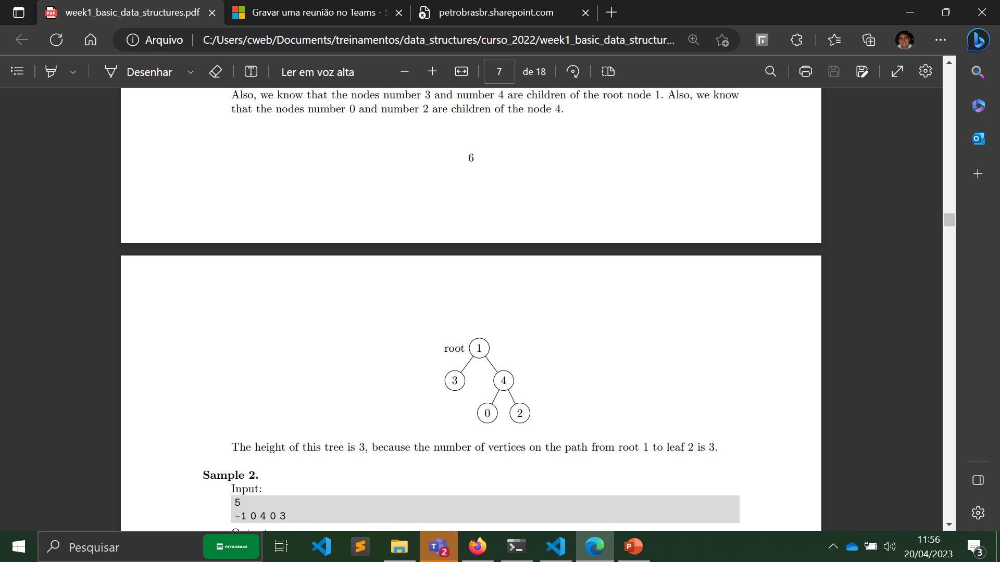 week1_basic_data_structures.pdf
Gravar uma reunião no Teams - S
petrobrasbr.sharepoint.com
Arquivo
C:/Users/cweb/Documents/treinamentos/data_structures/curso_2022/week1_basic_data_structur...
Desenhar
Ler em voz alta
7
de 18
Also, we know that the nodes number 3 and number 4 are children of the root node 1. Also, we know
that the nodes number 0 and number 2 are children of the node 4.
6
root 1
3 4
0 2
The height of this tree is 3, because the number of vertices on the path from root 1 to leaf 2 is 3.
Sample 2.
Input:
5
-1 0 4 0 3
Pesquisar
PETROBRAS
2
11:56
20/04/2023
3